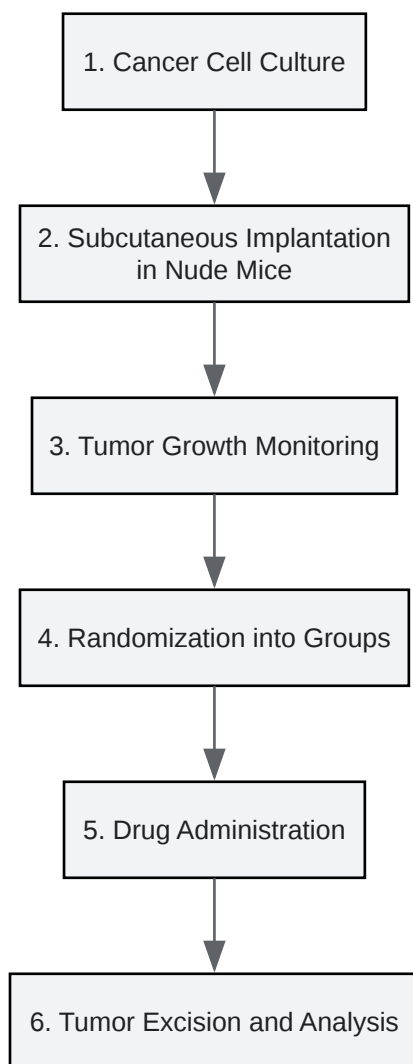 1. Cancer Cell Culture
2. Subcutaneous Implantation
in Nude Mice
3. Tumor Growth Monitoring
4. Randomization into Groups
5. Drug Administration
6. Tumor Excision and Analysis